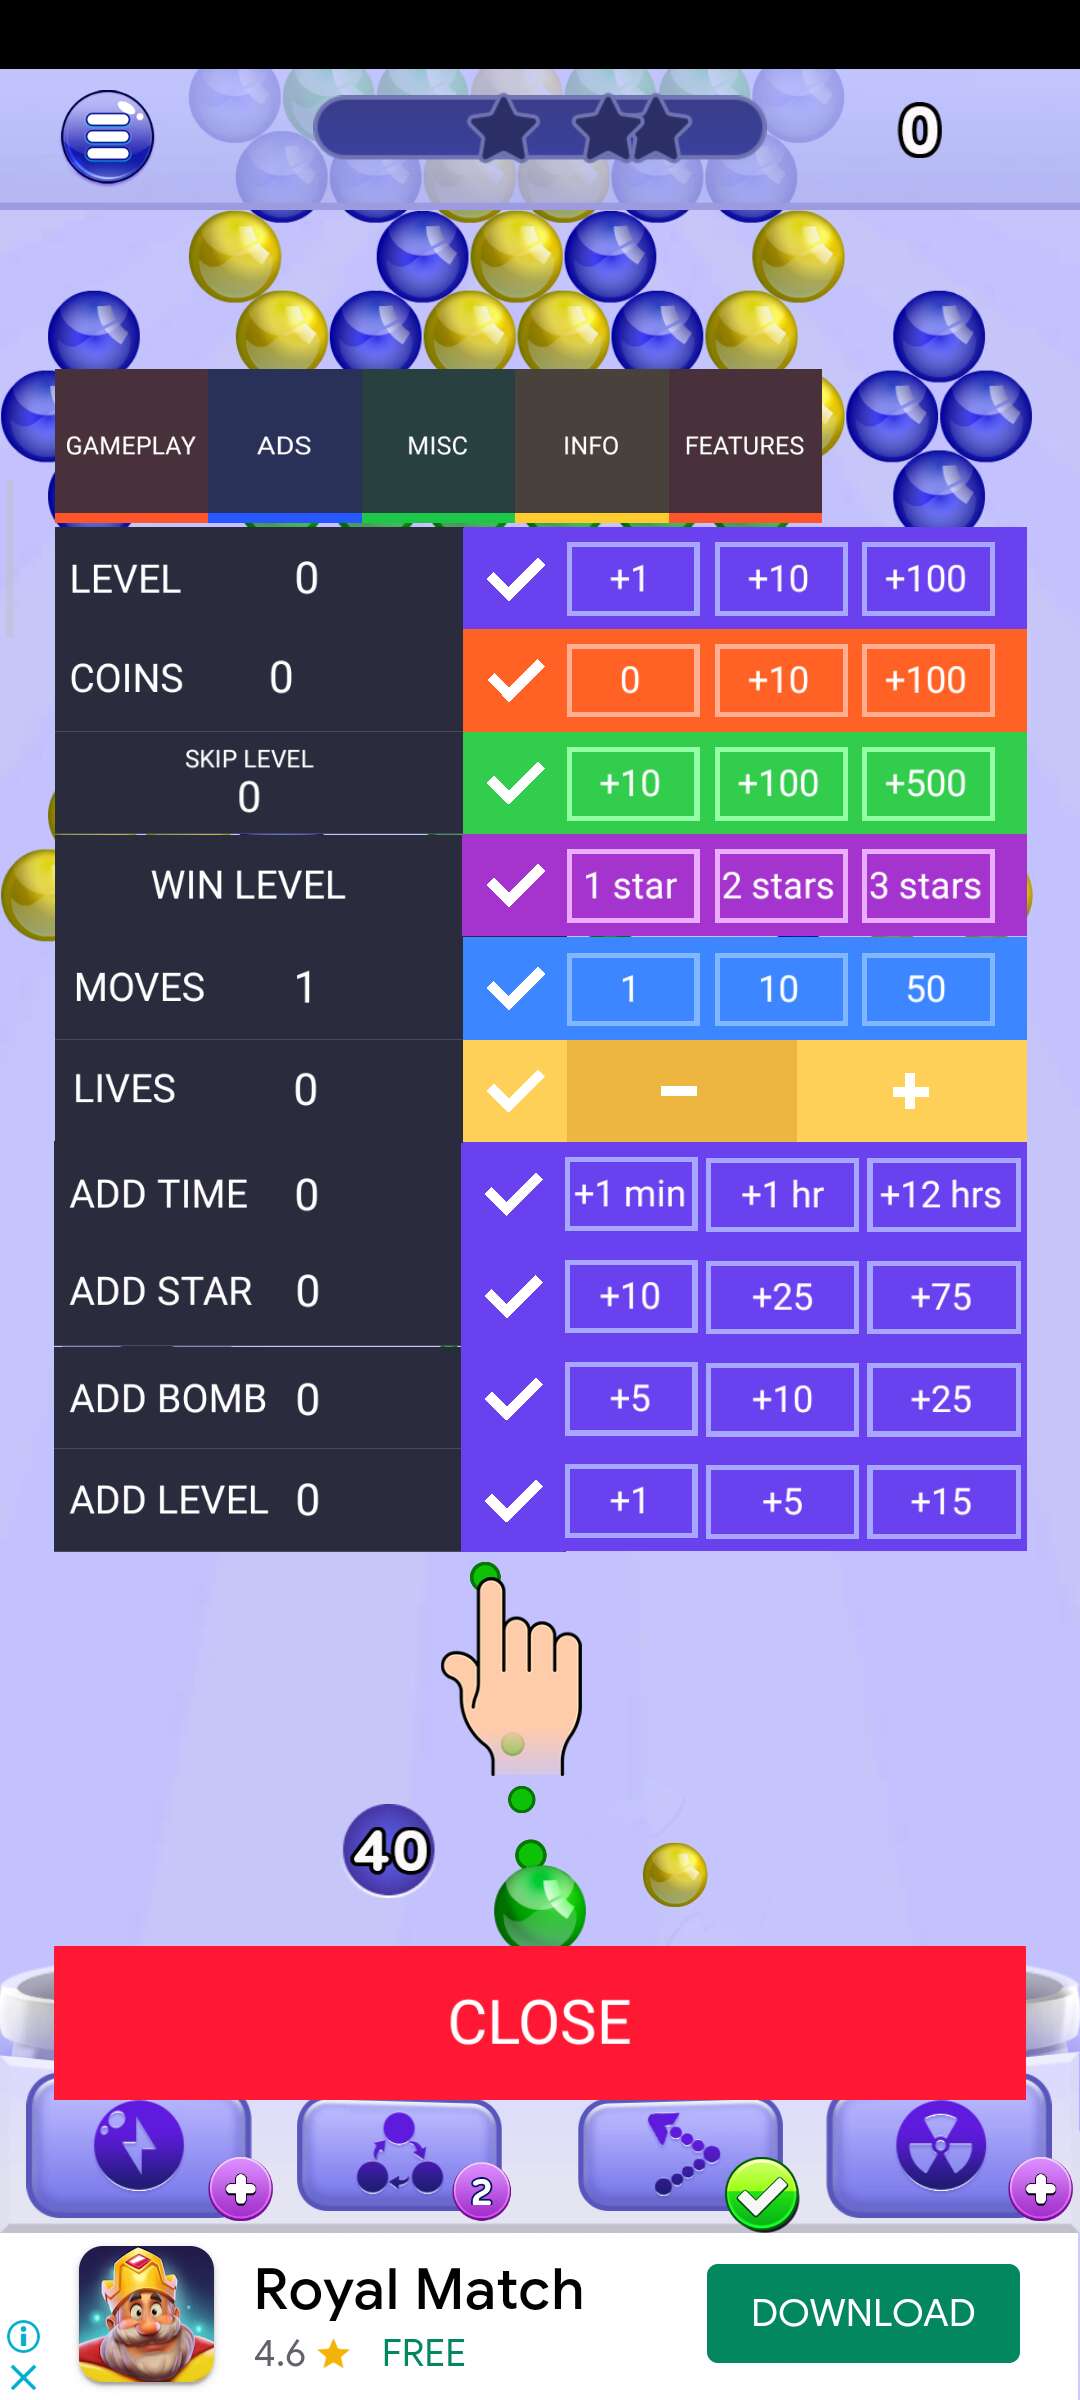 0
GAMEPLAY ADS MISC INFO FEATURES
LEVEL 0 +1 +10 +100
COINS 0 0 +10 +100
SKIP LEVEL
0 +10 +100 +500
WIN LEVEL 1 star 2 stars 3 stars
MOVES 1 1 10 50
LIVES 0 - +
ADD TIME 0 +1 min +1 hr +12 hrs
ADD STAR 0 +10 +25 +75
ADD BOMB 0 +5 +10 +25
ADD LEVEL 0 +1 +5 +15
40
CLOSE
+ 2 +
Royal Match
4.6 FREE
DOWNLOAD